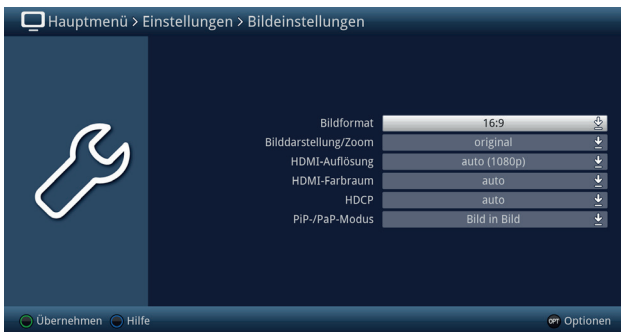 Hauptmenü > Einstellungen > Bildeinstellungen
Bildformat 16:9
Bilddarstellung/Zoom original
HDMI-Auflösung auto (1080p)
HDMI-Farbraum auto
HDCP auto
PiP-/PaP-Modus Bild in Bild
Übernehmen Hilfe OPT Optionen